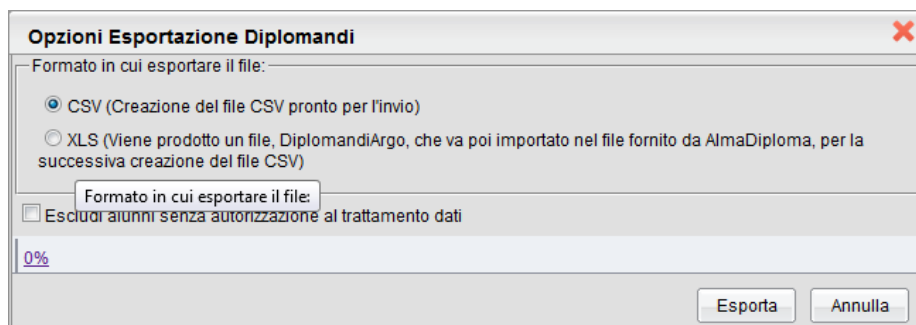 Opzioni Esportazione Diplomandi
Formato in cui esportare il file:
CSV (Creazione del file CSV pronto per l'invio)
XLS (Viene prodotto un file, DiplomandiArgo, che va poi importato nel file fornito da AlmaDiploma, per la
successiva creazione del file CSV)
Formato in cui esportare il file:
Escludi alunni senza autorizzazione al trattamento dati
0%
Esporta Annulla